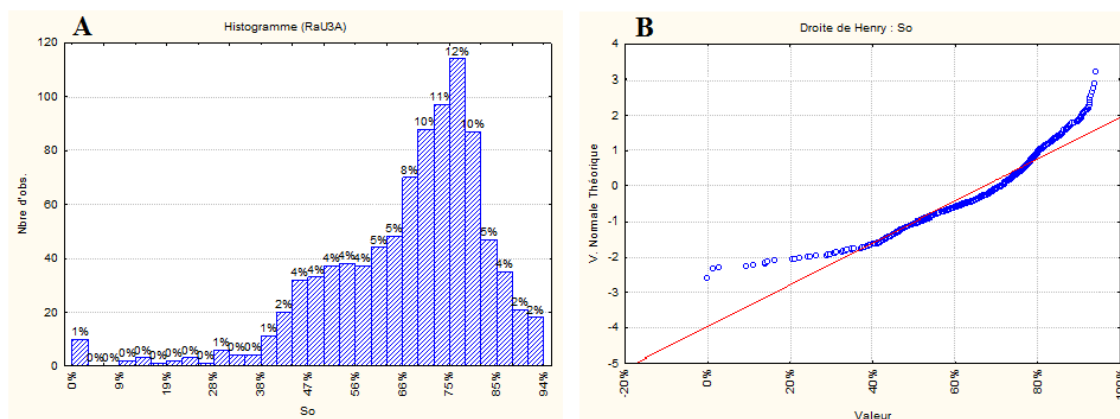 A
Histogramme (RaU3A)
Nbre d'obs.
120
100
80
60
40
20
0
1% 0% 0% 0% 0% 0% 0% 0% 0% 1% 0% 0% 1% 2% 4% 4% 4% 4% 4% 5% 5% 8% 10% 11% 12% 10% 5% 4% 2% 2%
0% 9% 19% 28% 38% 47% 56% 66% 75% 85% 94%
So
B
Droite de Henry : So
V. Normale Théorique
4
3
2
1
0
-1
-2
-3
-4
-5
-20% 0% 20% 40% 60% 80% 100%
Valeur